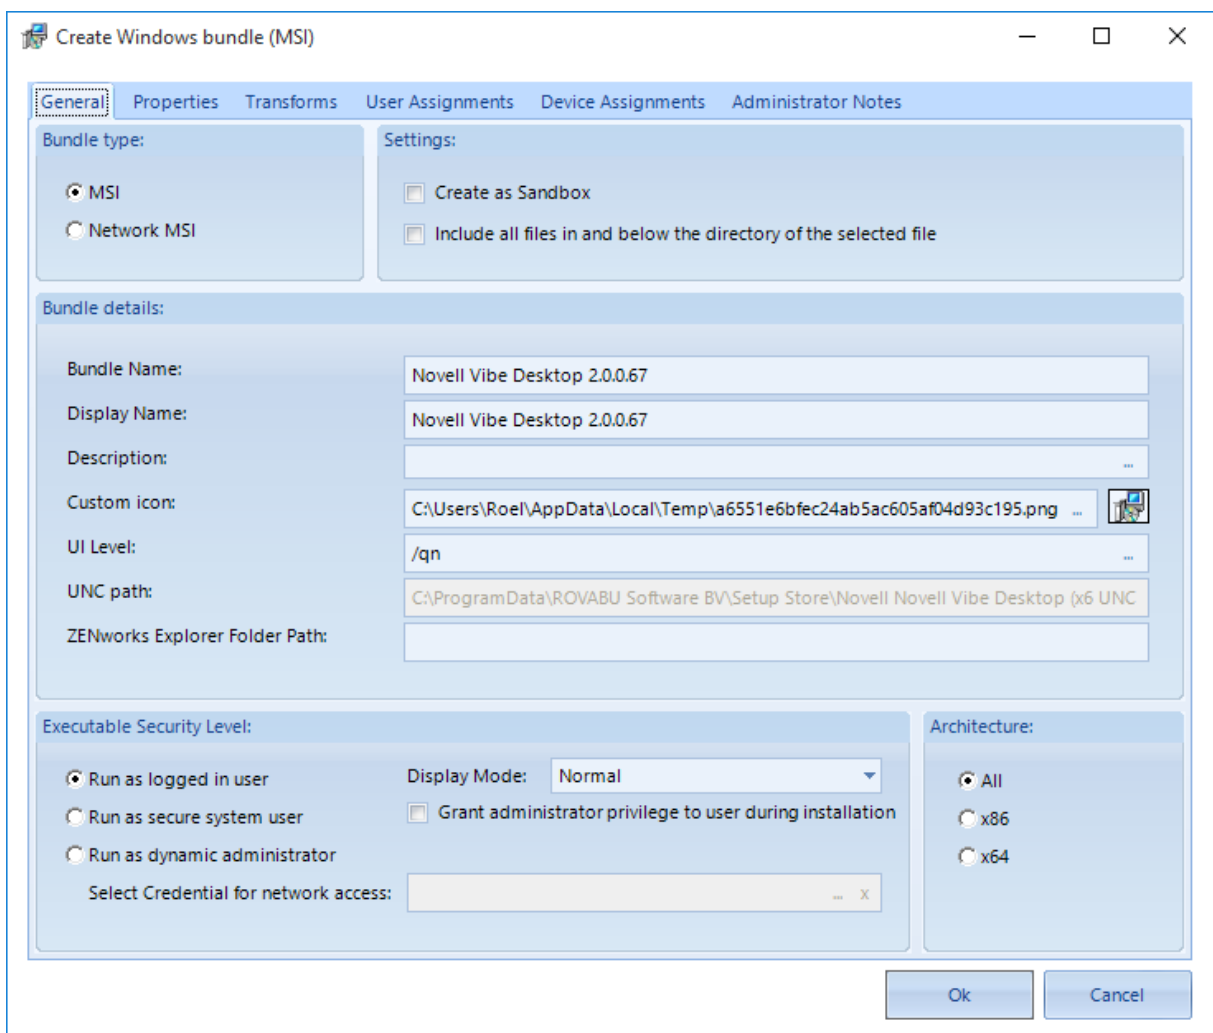 Create Windows bundle (MSI)
General Properties Transforms User Assignments Device Assignments Administrator Notes
Bundle type:
MSI
Network MSI
Settings:
Create as Sandbox
Include all files in and below the directory of the selected file
Bundle details:
Bundle Name: Novell Vibe Desktop 2.0.0.67
Display Name: Novell Vibe Desktop 2.0.0.67
Description: ...
Custom icon: C:\Users\Roel\AppData\Local\Temp\a6551e6bfec24ab5ac605af04d93c195.png ...
UI Level: /qn ...
UNC path: C:\ProgramData\ROVABU Software BV\Setup Store\Novell Novell Vibe Desktop (x6 UNC
ZENworks Explorer Folder Path:
Executable Security Level:
Run as logged in user
Run as secure system user
Run as dynamic administrator
Display Mode: Normal
Grant administrator privilege to user during installation
Select Credential for network access: ... x
Architecture:
All
x86
x64
Ok Cancel